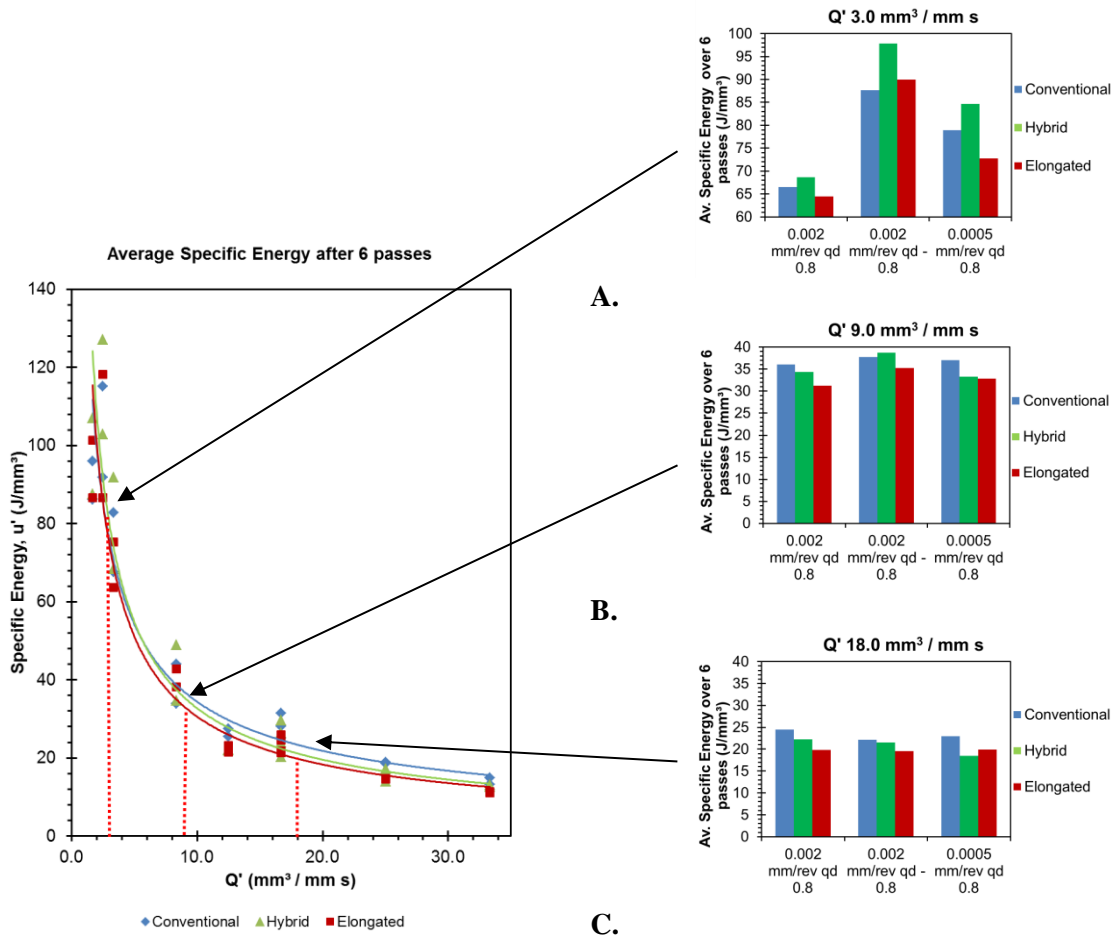 Average Specific Energy after 6 passes
Specific Energy, u' (J/mm³)
140
120
100
80
60
40
20
0
0.0 10.0 20.0 30.0
Q' (mm³ / mm s)
Conventional Hybrid Elongated
A.
Q' 3.0 mm³ / mm s
Av. Specific Energy over 6
passes (J/mm³)
100
95
90
85
80
75
70
65
60
0.002 0.002 0.0005
mm/rev qd mm/rev qd - mm/rev qd
0.8 0.8 0.8
Conventional
Hybrid
Elongated
B.
Q' 9.0 mm³ / mm s
Av. Specific Energy over 6
passes (J/mm³)
40
35
30
25
20
15
10
5
0
0.002 0.002 0.0005
mm/rev qd mm/rev qd - mm/rev qd
0.8 0.8 0.8
Conventional
Hybrid
Elongated
C.
Q' 18.0 mm³ / mm s
Av. Specific Energy over 6
passes (J/mm³)
40
35
30
25
20
15
10
5
0
0.002 0.002 0.0005
mm/rev qd mm/rev qd - mm/rev qd
0.8 0.8 0.8
Conventional
Hybrid
Elongated